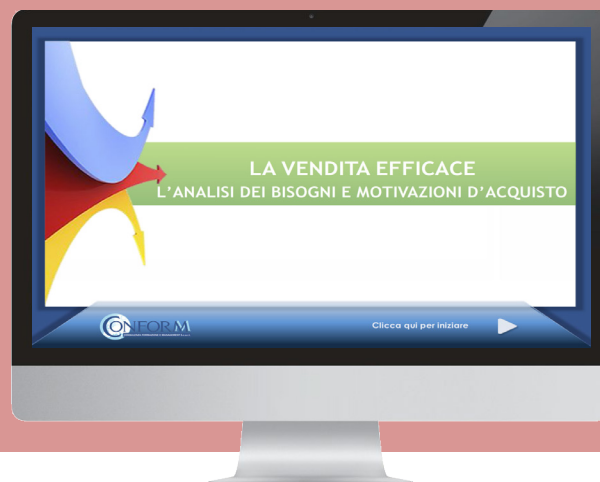 LA VENDITA EFFICACE
L'ANALISI DEI BISOGNI E MOTIVAZIONI D'ACQUISTO
CONFORM
Clicca qui per iniziare